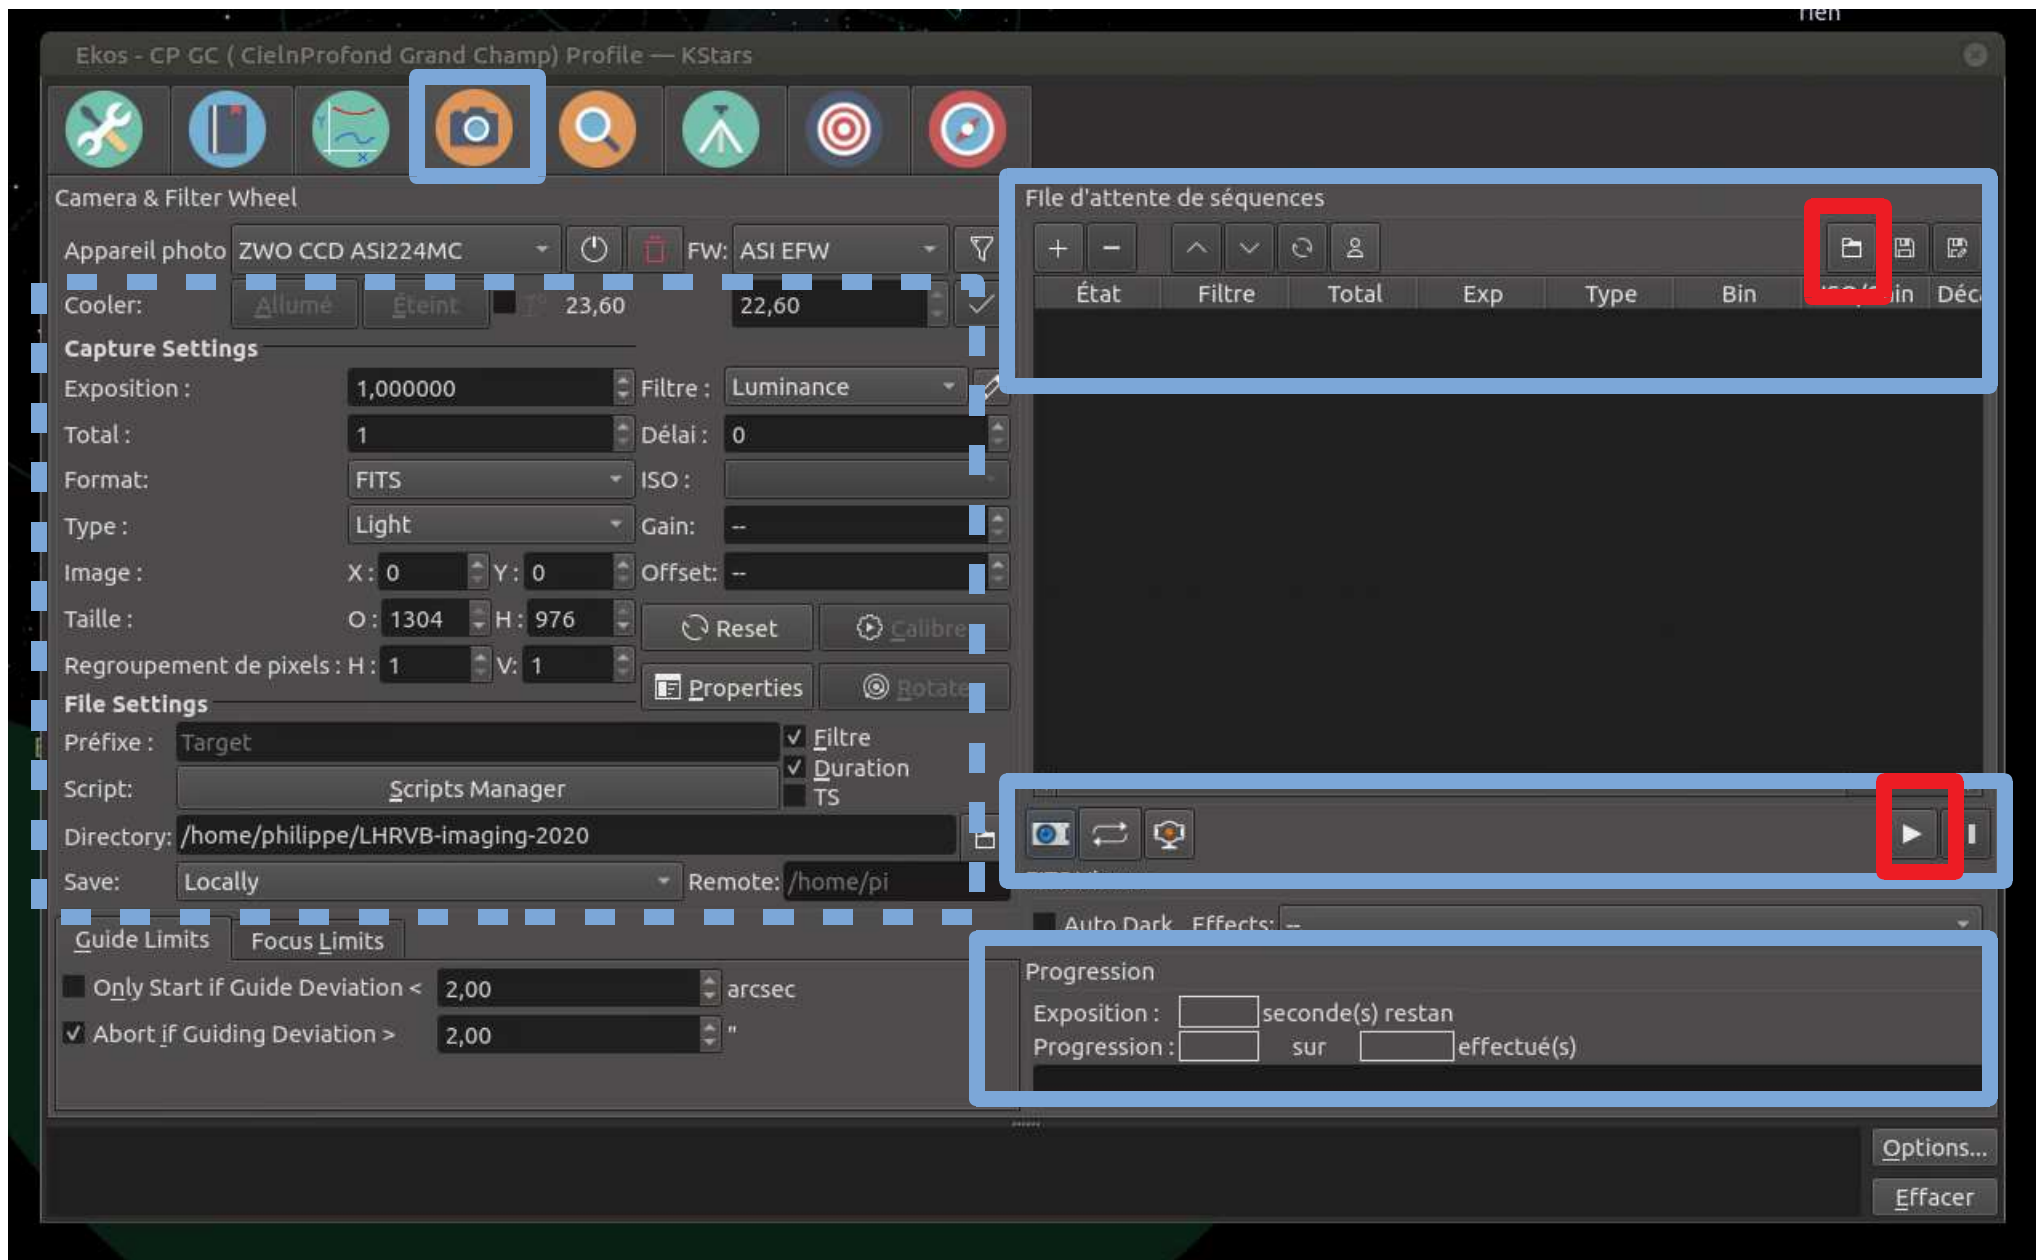 rien
Ekos - CP GC ( CielnProfond Grand Champ) Profile — KStars
Camera & Filter Wheel
Appareil photo ZWO CCD ASI224MC FW: ASI EFW
Cooler: Allumé Éteint T° 23,60 22,60
Capture Settings
Exposition : 1,000000 Filtre : Luminance
Total : 1 Délai : 0
Format: FITS ISO :
Type : Light Gain: --
Image : X : 0 Y : 0 Offset: --
Taille : O : 1304 H : 976 Reset Calibre
Regroupement de pixels : H : 1 V: 1
Properties Rotate
File Settings
Préfixe : Target Filtre
Duration
Script: Scripts Manager TS
Directory: /home/philippe/LHRVB-imaging-2020
Save: Locally Remote: /home/pi
Guide Limits Focus Limits
Only Start if Guide Deviation < 2,00 arcsec
Abort if Guiding Deviation > 2,00 "
FIle d'attente de séquences
État Filtre Total Exp Type Bin ISO/Gain Déc
Auto Dark Effects: --
Progression
Exposition : seconde(s) restan
Progression : sur effectué(s)
Options...
Effacer